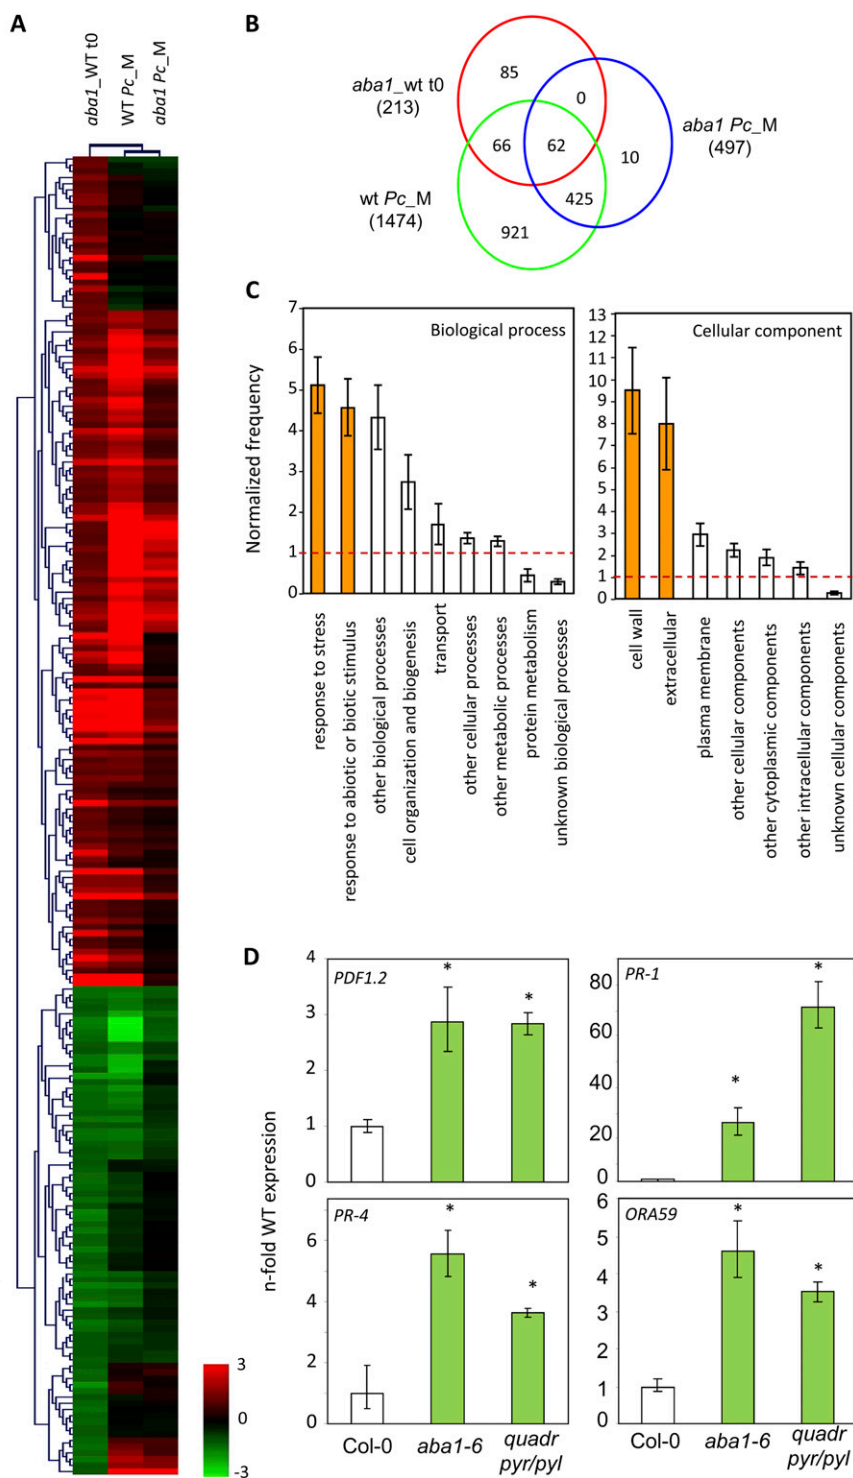 A
aba1_WT t0
WT Pc_M
aba1 Pc_M
3
0
-3
B
aba1_wt t0
(213)
85
0
aba1 Pc_M
(497)
66
62
10
wt Pc_M
(1474)
425
921
C
Normalized frequency
7
6
5
4
3
2
1
0
Biological process
response to stress
response to abiotic or biotic stimulus
other biological processes
cell organization and biogenesis
transport
other cellular processes
other metabolic processes
protein metabolism
unknown biological processes
13
12
11
10
9
8
7
6
5
4
3
2
1
0
Cellular component
cell wall
extracellular
plasma membrane
other cellular components
other cytoplasmic components
other intracellular components
unknown cellular components
D
n-fold WT expression
4
3
2
1
0
PDF1.2
*
*
80
60
40
20
0
PR-1
*
*
6
4
2
0
PR-4
*
*
Col-0
aba1-6
quadr
pyr/pyl
6
5
4
3
2
1
0
ORA59
*
*
Col-0
aba1-6
quadr
pyr/pyl